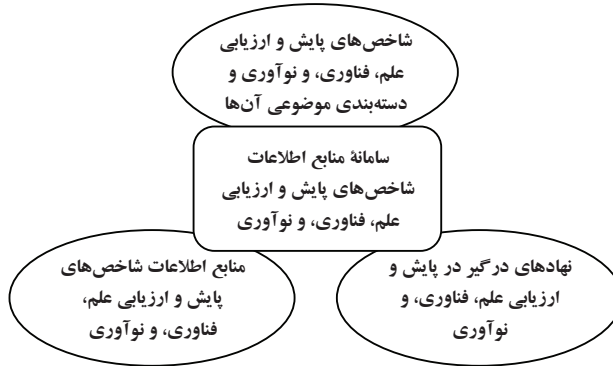 شاخص‌های پایش و ارزیابی
علم، فناوری، و نوآوری و
دسته‌بندی موضوعی آن‌ها
سامانهٔ منابع اطلاعات
شاخص‌های پایش و ارزیابی
علم، فناوری، و نوآوری
نهادهای درگیر در پایش و
ارزیابی علم، فناوری، و
نوآوری
منابع اطلاعات شاخص‌های
پایش و ارزیابی علم،
فناوری، و نوآوری